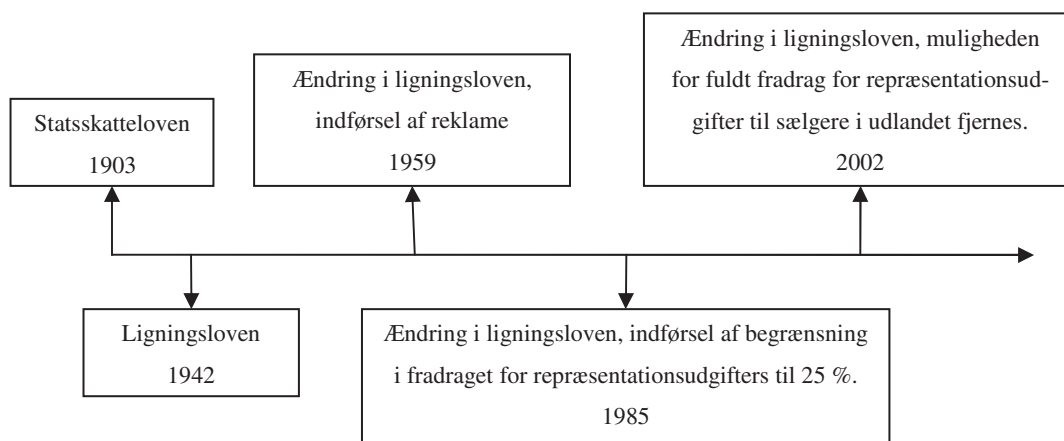 Statsskatteloven
1903
Ændring i ligningsloven,
indførsel af reklame
1959
Ændring i ligningsloven, muligheden
for fuldt fradrag for repræsentationsud-
gifter til sælgere i udlandet fjernes.
2002
Ligningsloven
1942
Ændring i ligningsloven, indførsel af begrænsning
i fradraget for repræsentationsudgifters til 25 %.
1985